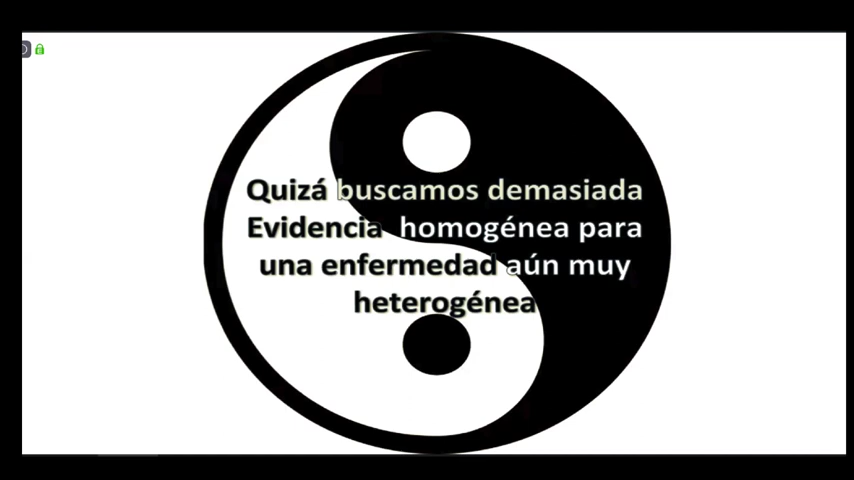 Quizá buscamos demasiada
Evidencia homogénea para
una enfermedad aún muy
heterogénea